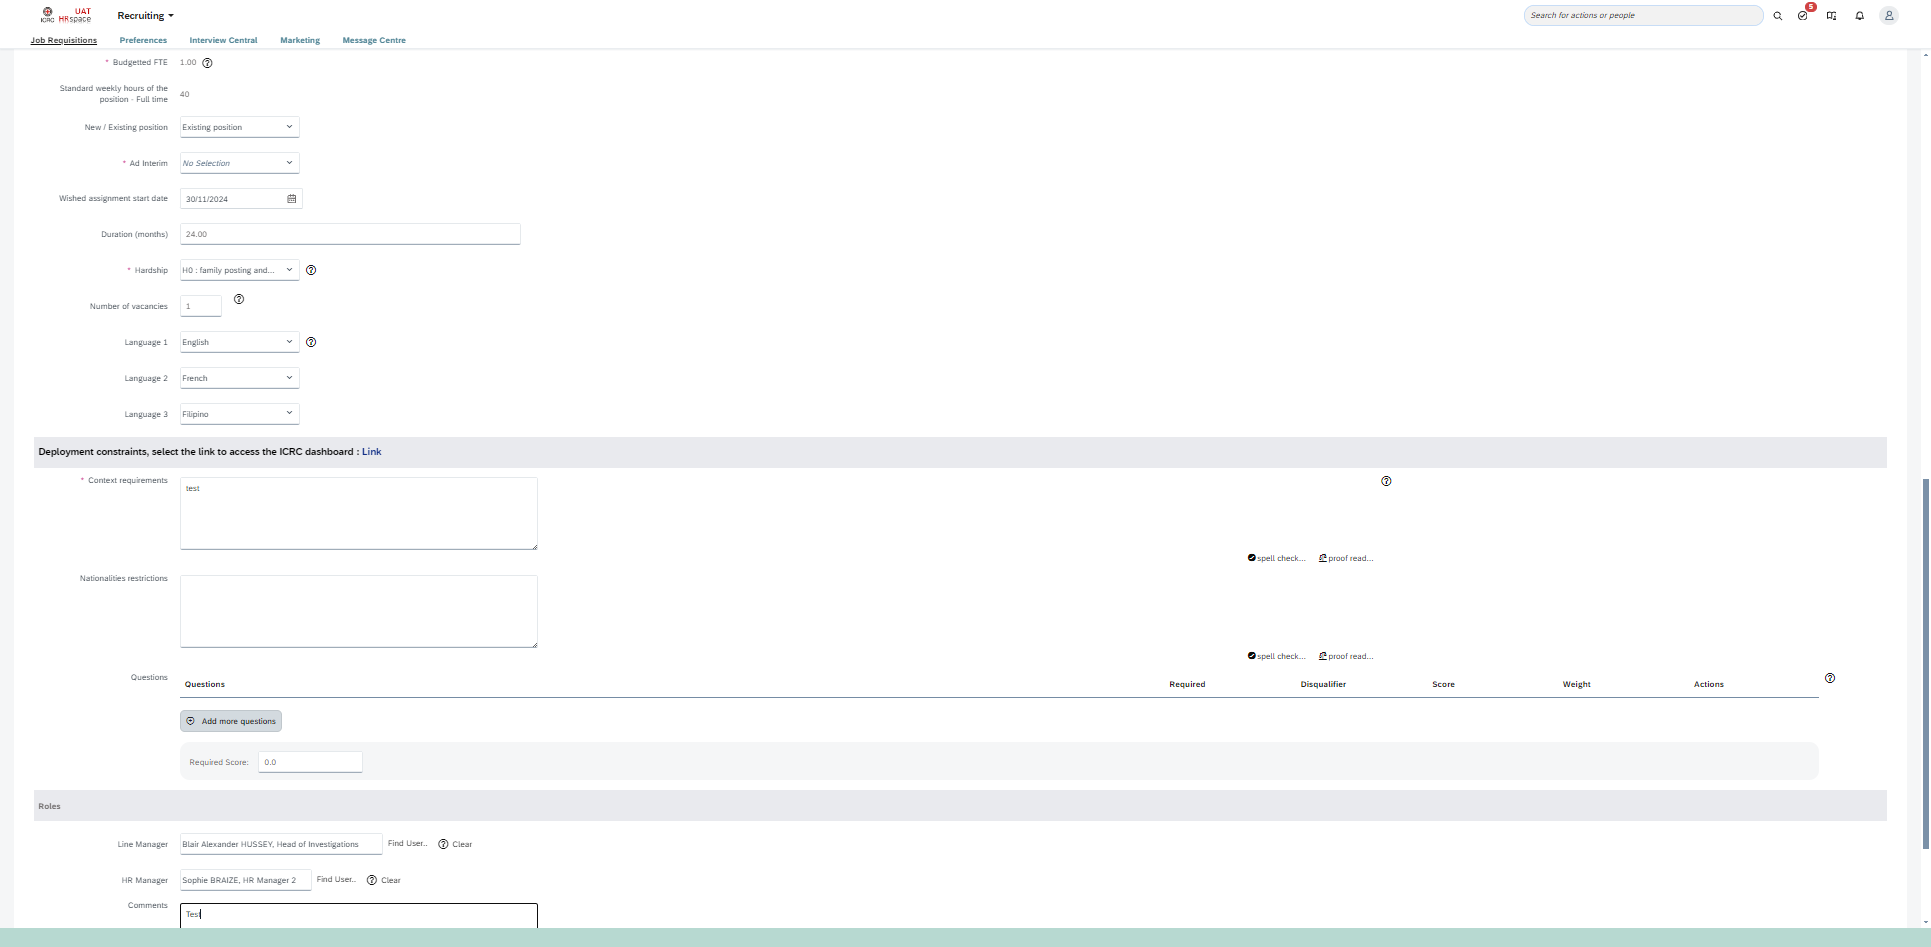 ICRC UAT HRspace Recruiting Search for actions or people 5
Job Requisitions Preferences Interview Central Marketing Message Centre
* Budgetted FTE 1.00
Standard weekly hours of the
position - Full time 40
New / Existing position Existing position
* Ad Interim No Selection
Wished assignment start date 30/11/2024
Duration (months) 24.00
* Hardship H0 : family posting and...
Number of vacancies 1
Language 1 English
Language 2 French
Language 3 Filipino
Deployment constraints, select the link to access the ICRC dashboard : Link
* Context requirements test
spell check... proof read...
Nationalities restrictions
spell check... proof read...
Questions Questions Required Disqualifier Score Weight Actions
Add more questions
Required Score: 0.0
Roles
Line Manager Blair Alexander HUSSEY, Head of Investigations Find User.. Clear
HR Manager Sophie BRAIZE, HR Manager 2 Find User.. Clear
Comments Test